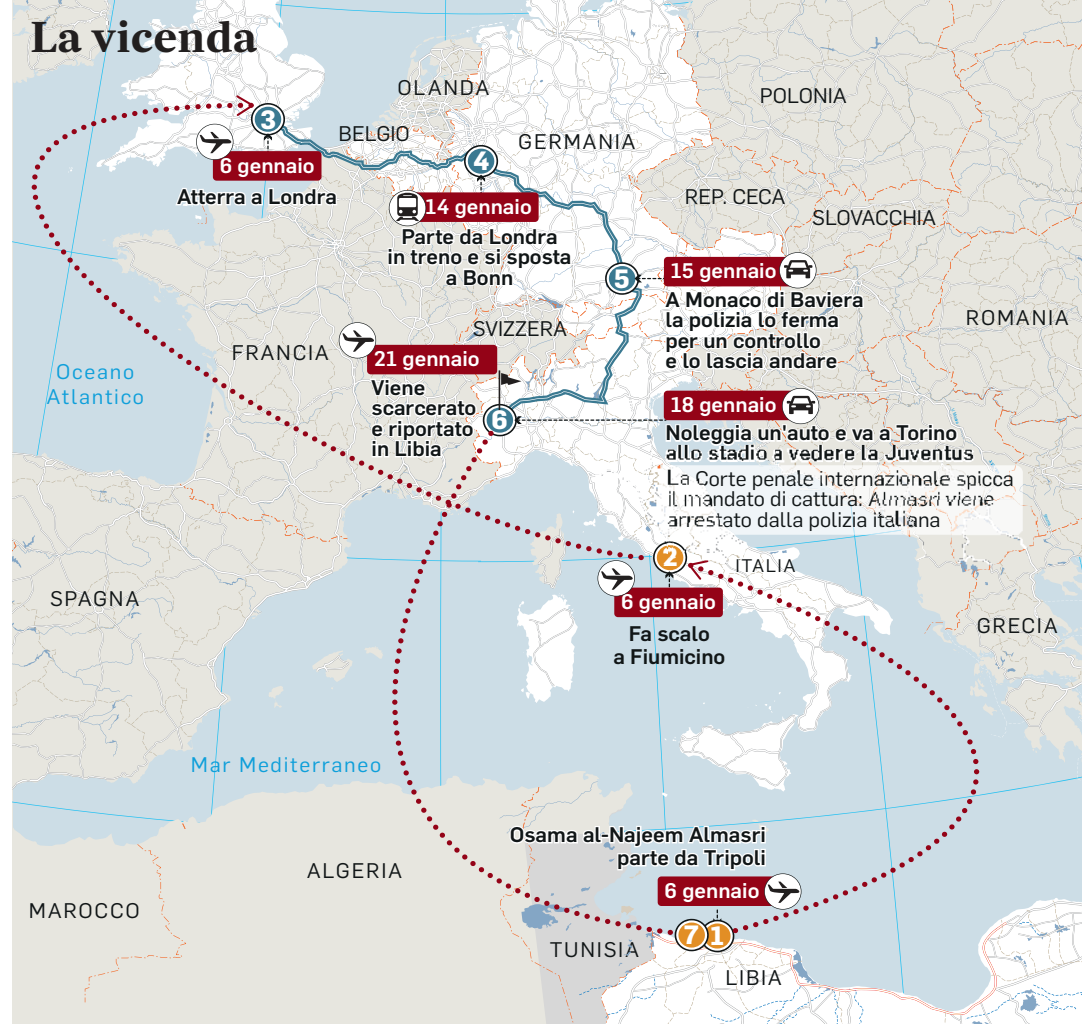 La vicenda
OLANDA
POLONIA
3
BELGIO
GERMANIA
4
6 gennaio
Atterra a Londra
14 gennaio
Parte da Londra
in treno e si sposta
a Bonn
REP. CECA
SLOVACCHIA
5
15 gennaio
A Monaco di Baviera
la polizia lo ferma
per un controllo
e lo lascia andare
ROMANIA
SVIZZERA
FRANCIA
21 gennaio
Viene
scarcerato
e riportato
in Libia
Oceano
Atlantico
6
18 gennaio
Noleggia un'auto e va a Torino
allo stadio a vedere la Juventus
La Corte penale internazionale spicca
il mandato di cattura: Almasri viene
arrestato dalla polizia italiana
2
ITALIA
6 gennaio
Fa scalo
a Fiumicino
SPAGNA
GRECIA
Mar Mediterraneo
Osama al-Najeem Almasri
parte da Tripoli
6 gennaio
ALGERIA
MAROCCO
7
1
TUNISIA
LIBIA